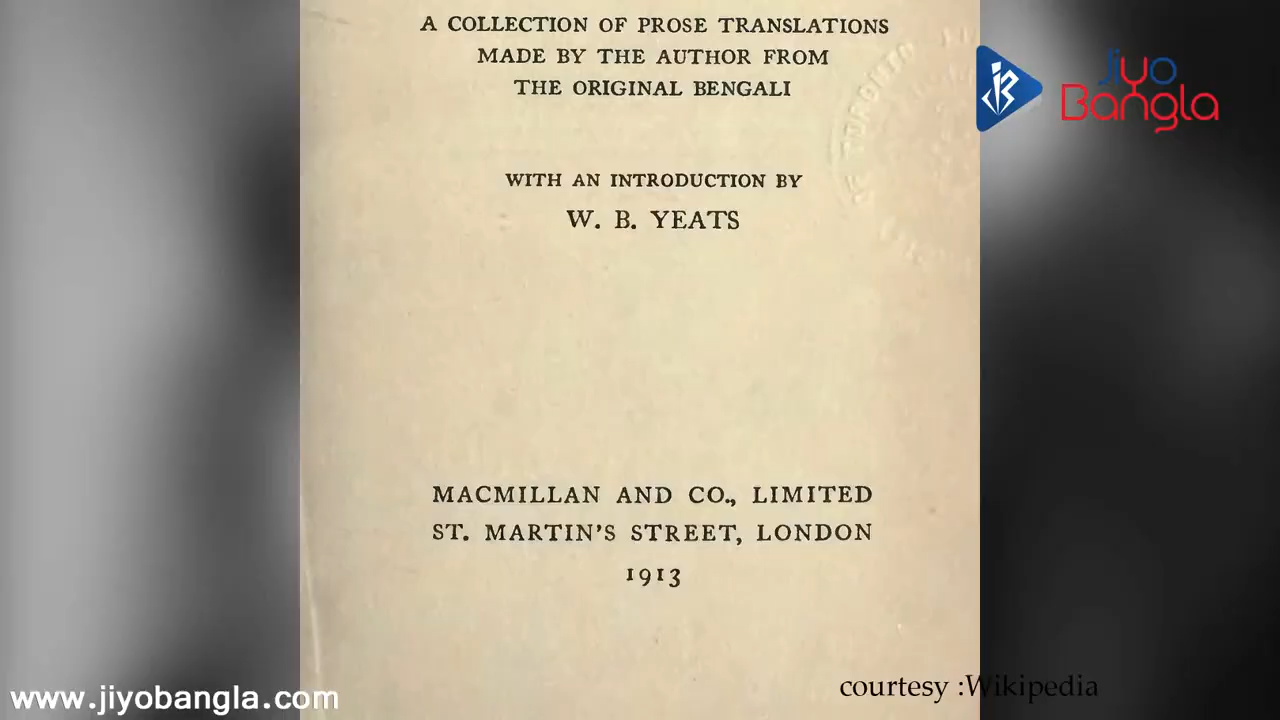 A COLLECTION OF PROSE TRANSLATIONS
MADE BY THE AUTHOR FROM
THE ORIGINAL BENGALI
WITH AN INTRODUCTION BY
W. B. YEATS
MACMILLAN AND CO., LIMITED
ST. MARTIN'S STREET, LONDON
1913
Jiyo
Bangla
www.jiyobangla.com
courtesy :Wikipedia